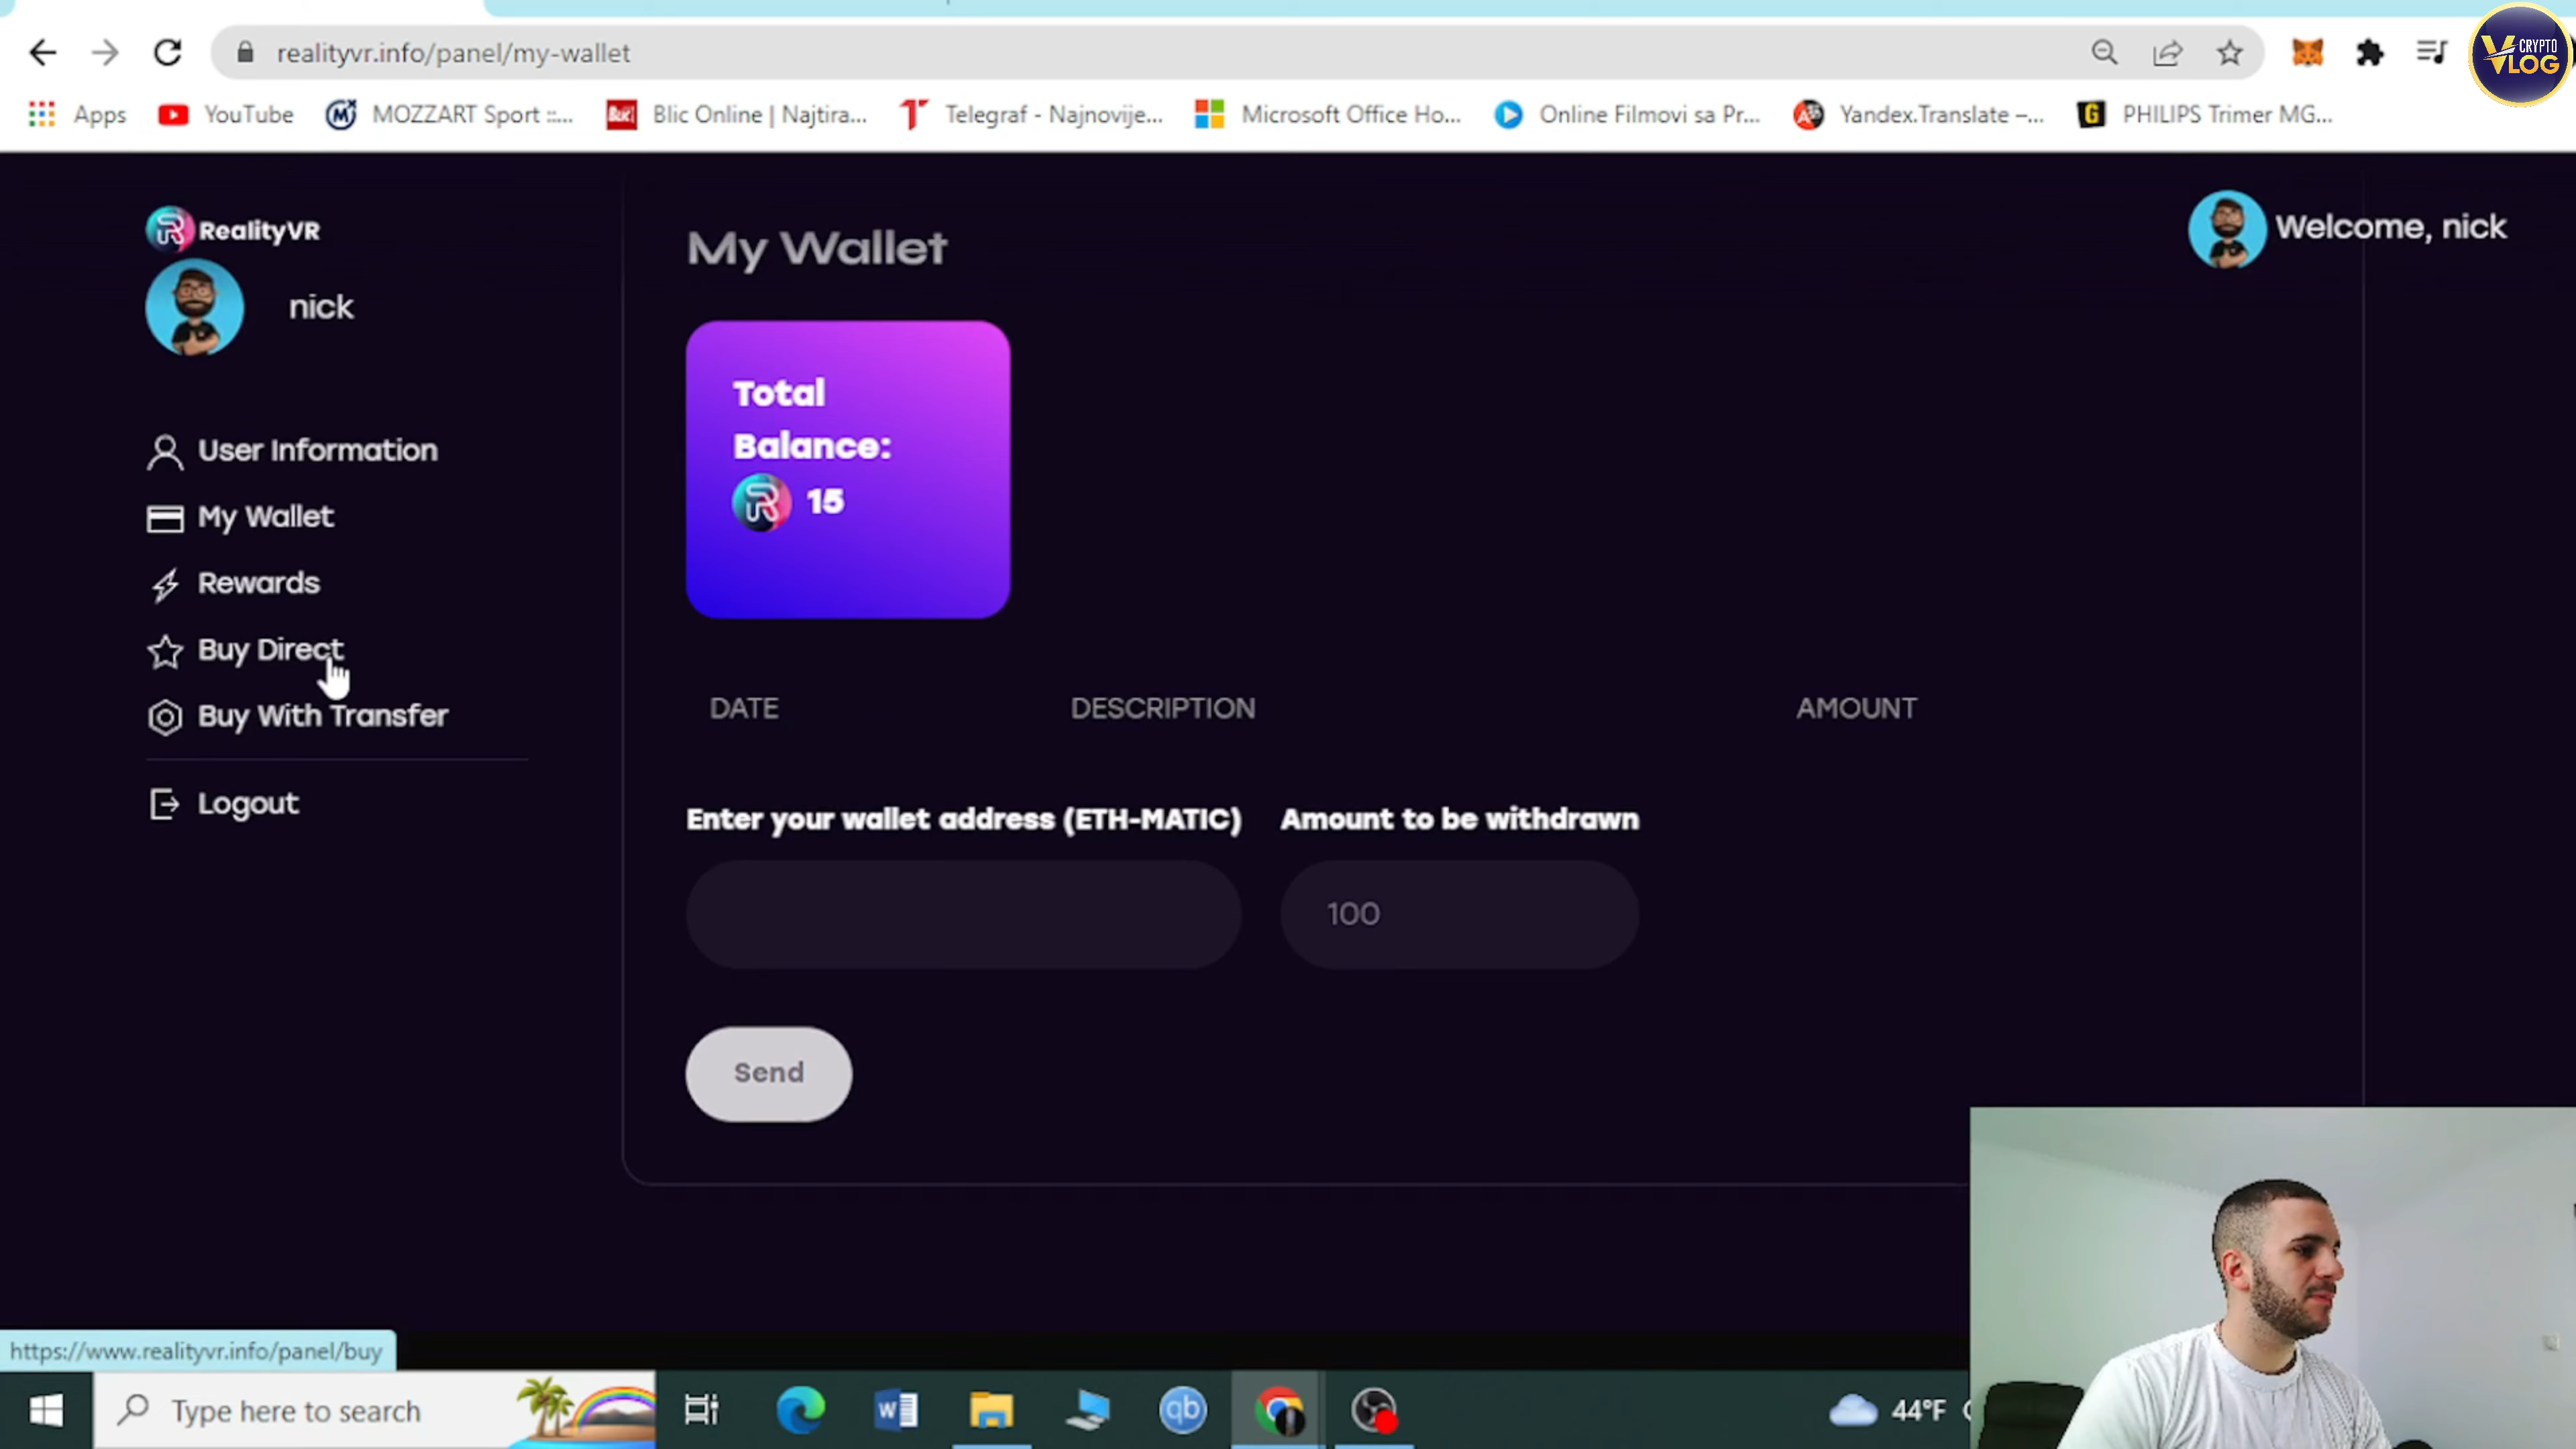 realityvr.info/panel/my-wallet
CRYPTO
VLOG
Apps
YouTube
MOZZART Sport ::...
Blic Online | Najtira...
Telegraf - Najnovije...
Microsoft Office Ho...
Online Filmovi sa Pr...
Yandex.Translate –...
PHILIPS Trimer MG...
RealityVR
nick
User Information
My Wallet
Rewards
Buy Direct
Buy With Transfer
Logout
My Wallet
Welcome, nick
Total
Balance:
15
DATE DESCRIPTION AMOUNT
Enter your wallet address (ETH-MATIC) Amount to be withdrawn
100
Send
https://www.realityvr.info/panel/buy
Type here to search
44°F